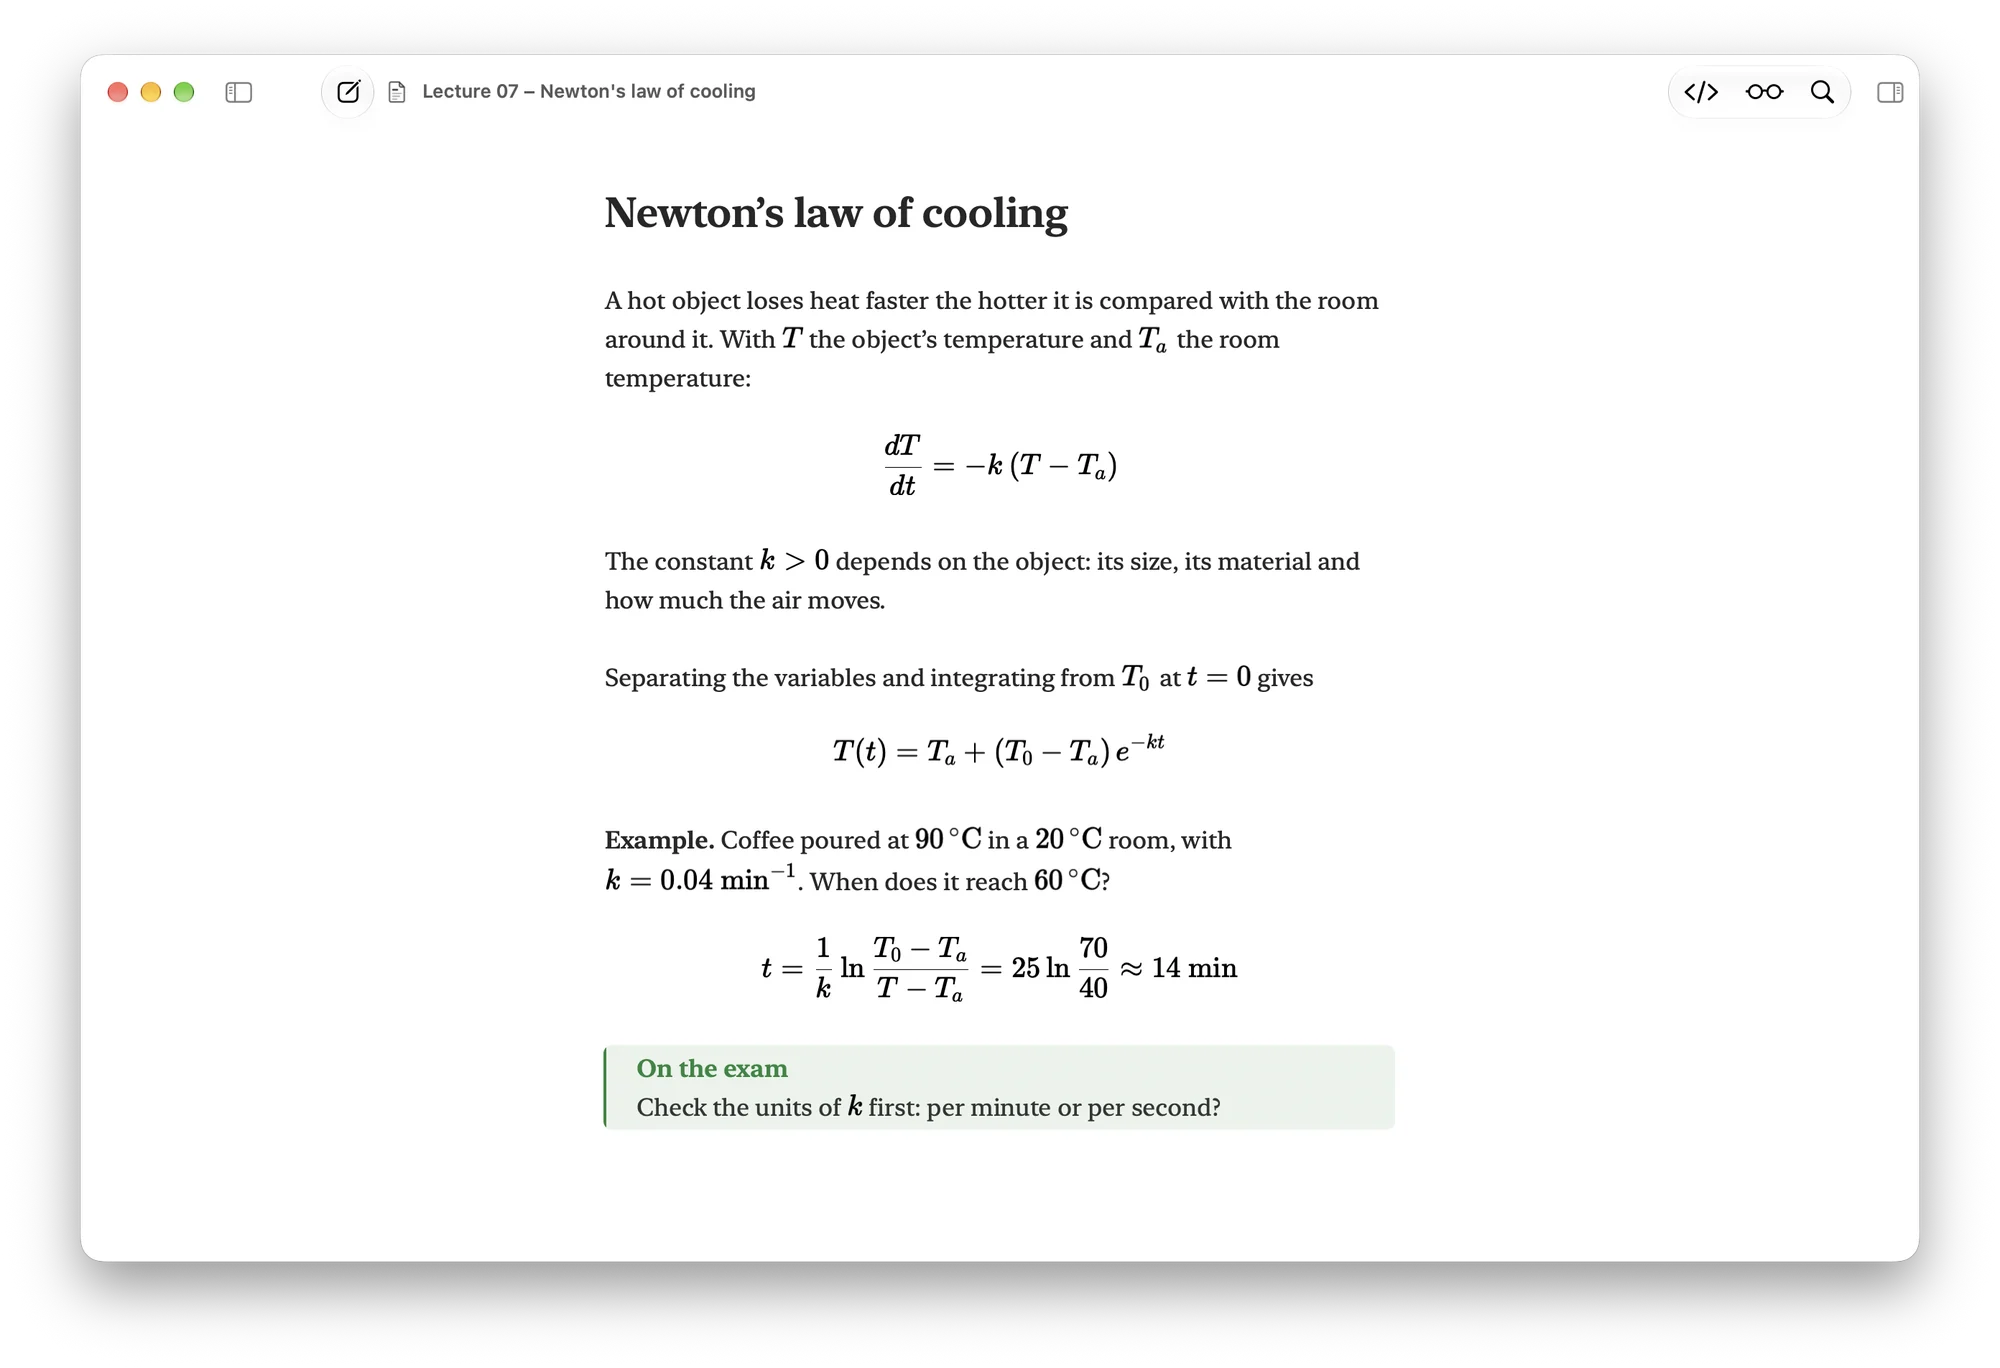 Lecture 07 – Newton's law of cooling
Newton’s law of cooling
A hot object loses heat faster the hotter it is compared with the room
around it. With T the object’s temperature and Tₐ the room
temperature:
dT/dt = −k (T − Tₐ)
The constant k > 0 depends on the object: its size, its material and
how much the air moves.
Separating the variables and integrating from T₀ at t = 0 gives
T(t) = Tₐ + (T₀ − Tₐ) e^{−kt}
Example. Coffee poured at 90 °C in a 20 °C room, with
k = 0.04 min⁻¹. When does it reach 60 °C?
t = 1/k ln (T₀ − Tₐ)/(T − Tₐ) = 25 ln 70/40 ≈ 14 min
On the exam
Check the units of k first: per minute or per second?